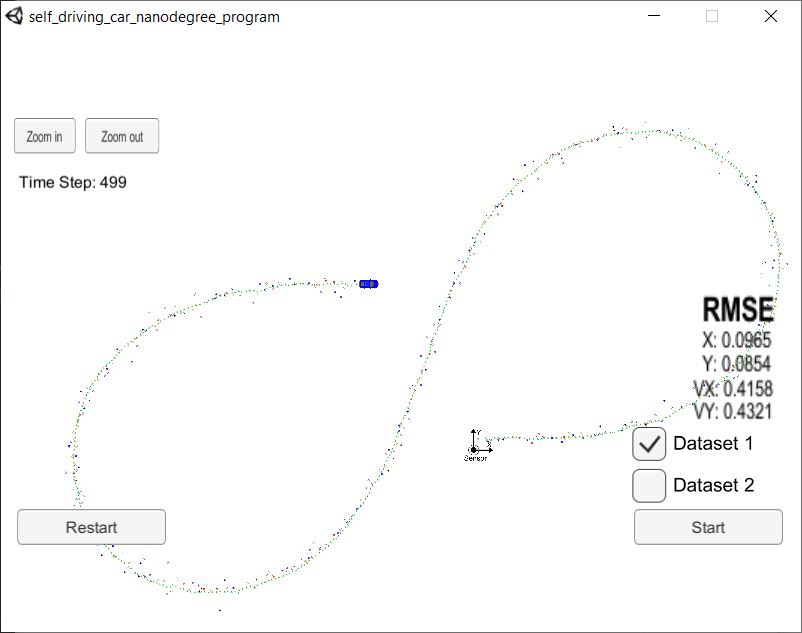 self_driving_car_nanodegree_program
Zoom in
Zoom out
Time Step: 499
RMSE
X: 0.0965
Y: 0.0854
VX: 0.4158
VY: 0.4321
Y
X
Sensor
Dataset 1
Dataset 2
Restart
Start